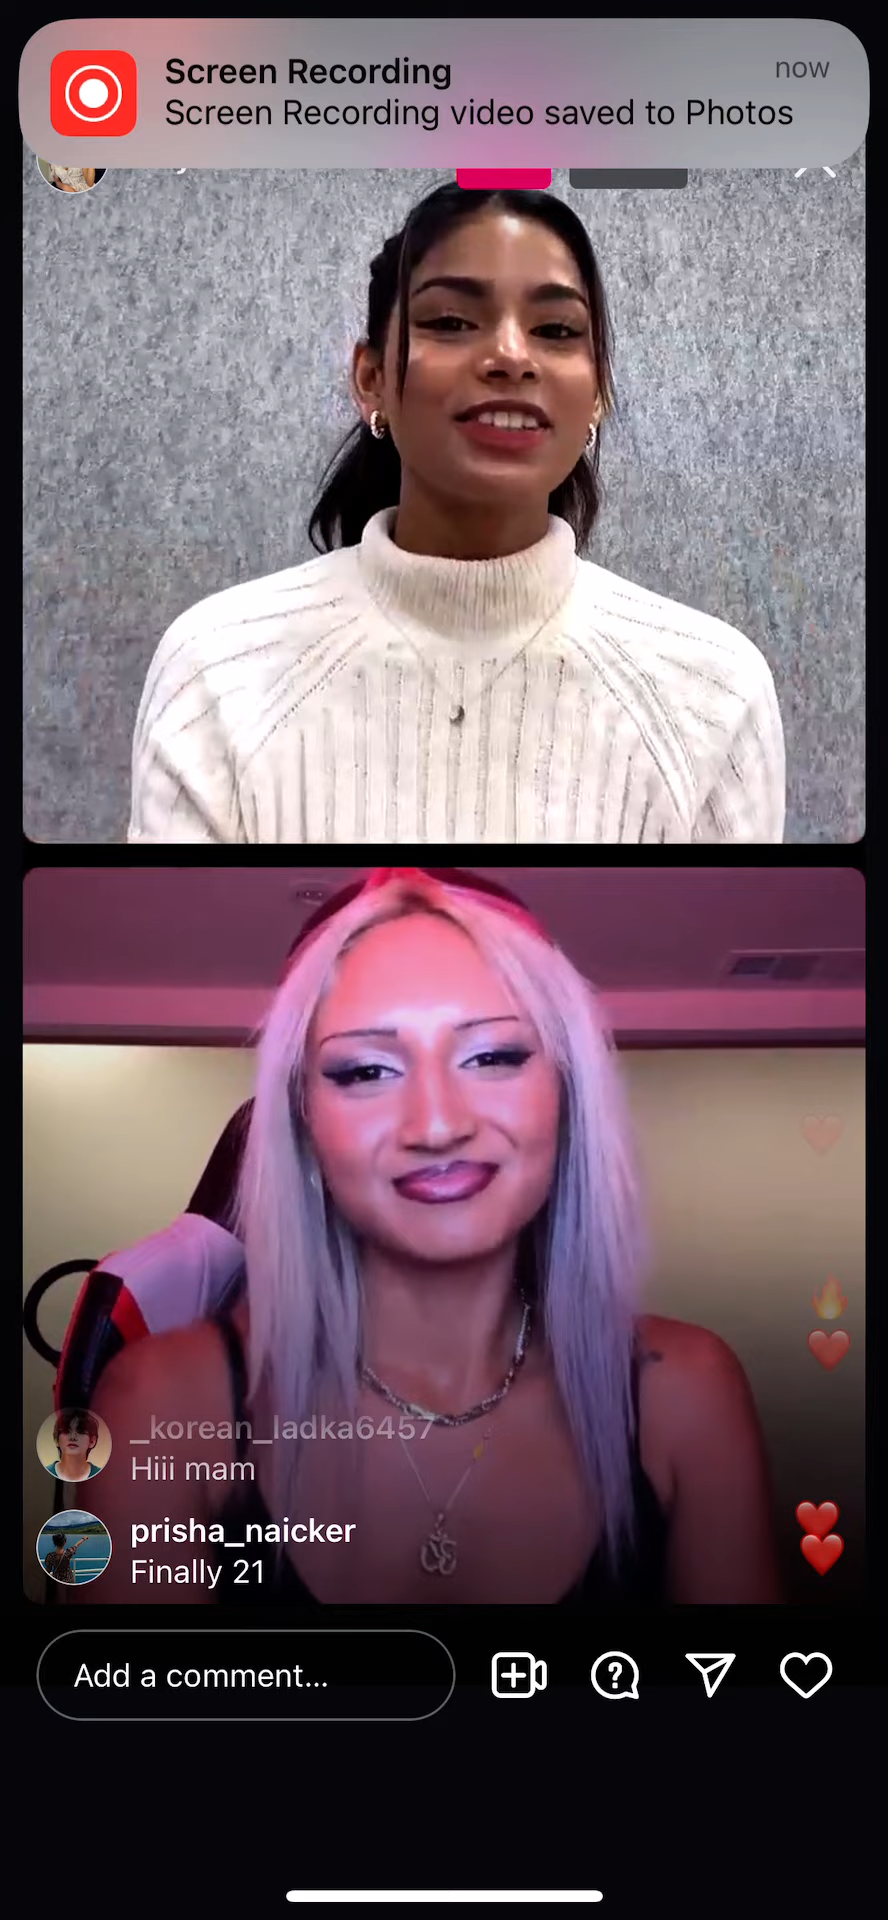 Screen Recording
now
Screen Recording video saved to Photos
_korean_ladka6457
Hiii mam
prisha_naicker
Finally 21
Add a comment...